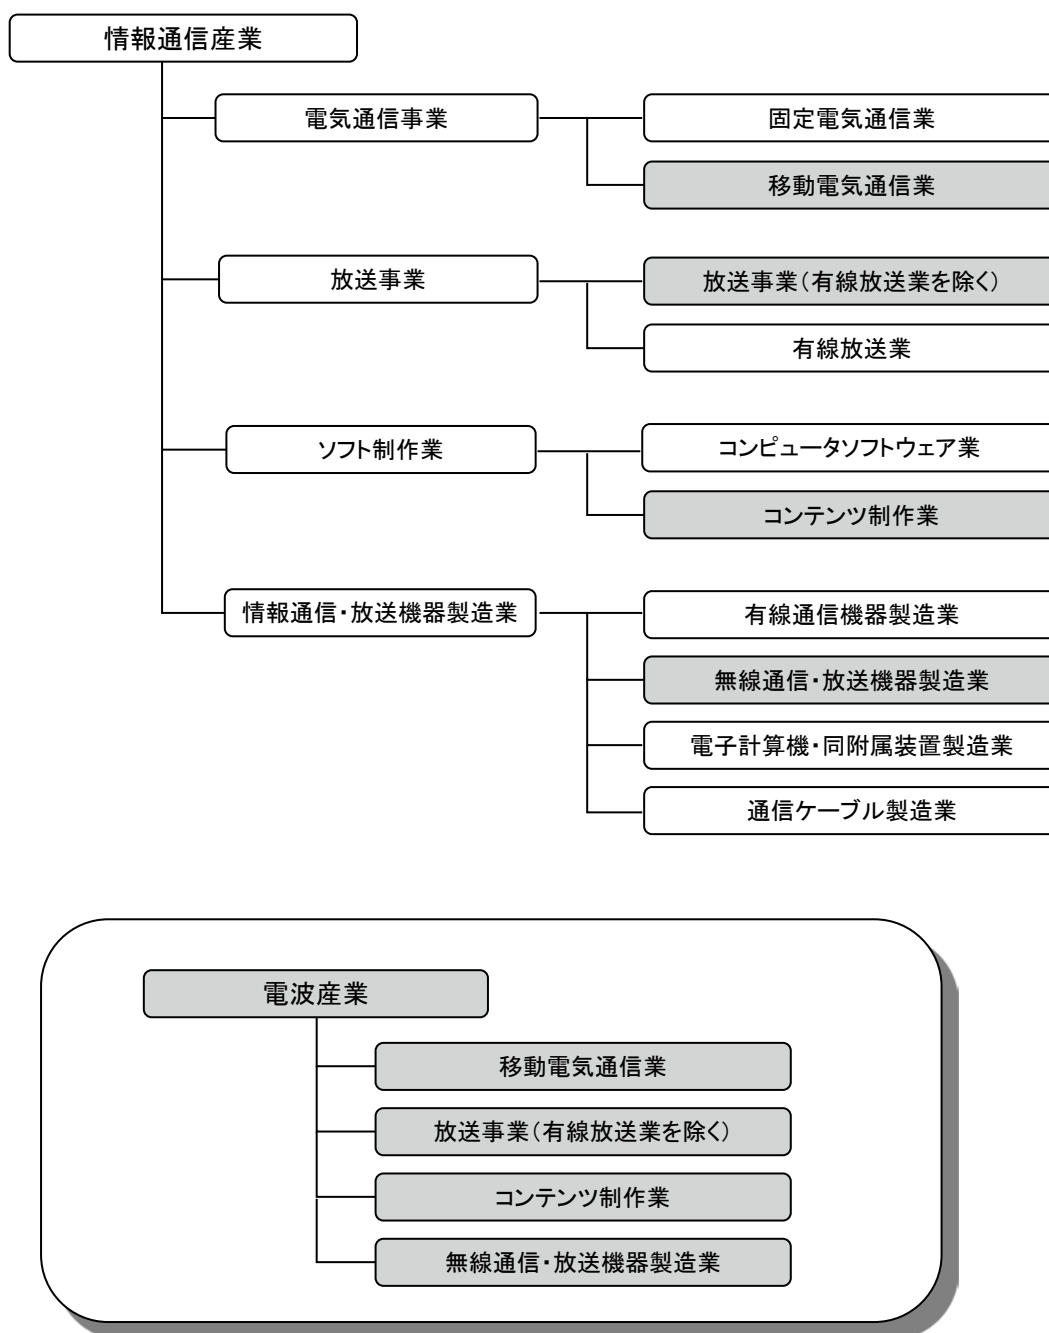 情報通信産業
電気通信事業
固定電気通信業
移動電気通信業
放送事業
放送事業（有線放送業を除く）
有線放送業
ソフト制作業
コンピュータソフトウェア業
コンテンツ制作業
情報通信・放送機器製造業
有線通信機器製造業
無線通信・放送機器製造業
電子計算機・同附属装置製造業
通信ケーブル製造業
電波産業
移動電気通信業
放送事業（有線放送業を除く）
コンテンツ制作業
無線通信・放送機器製造業